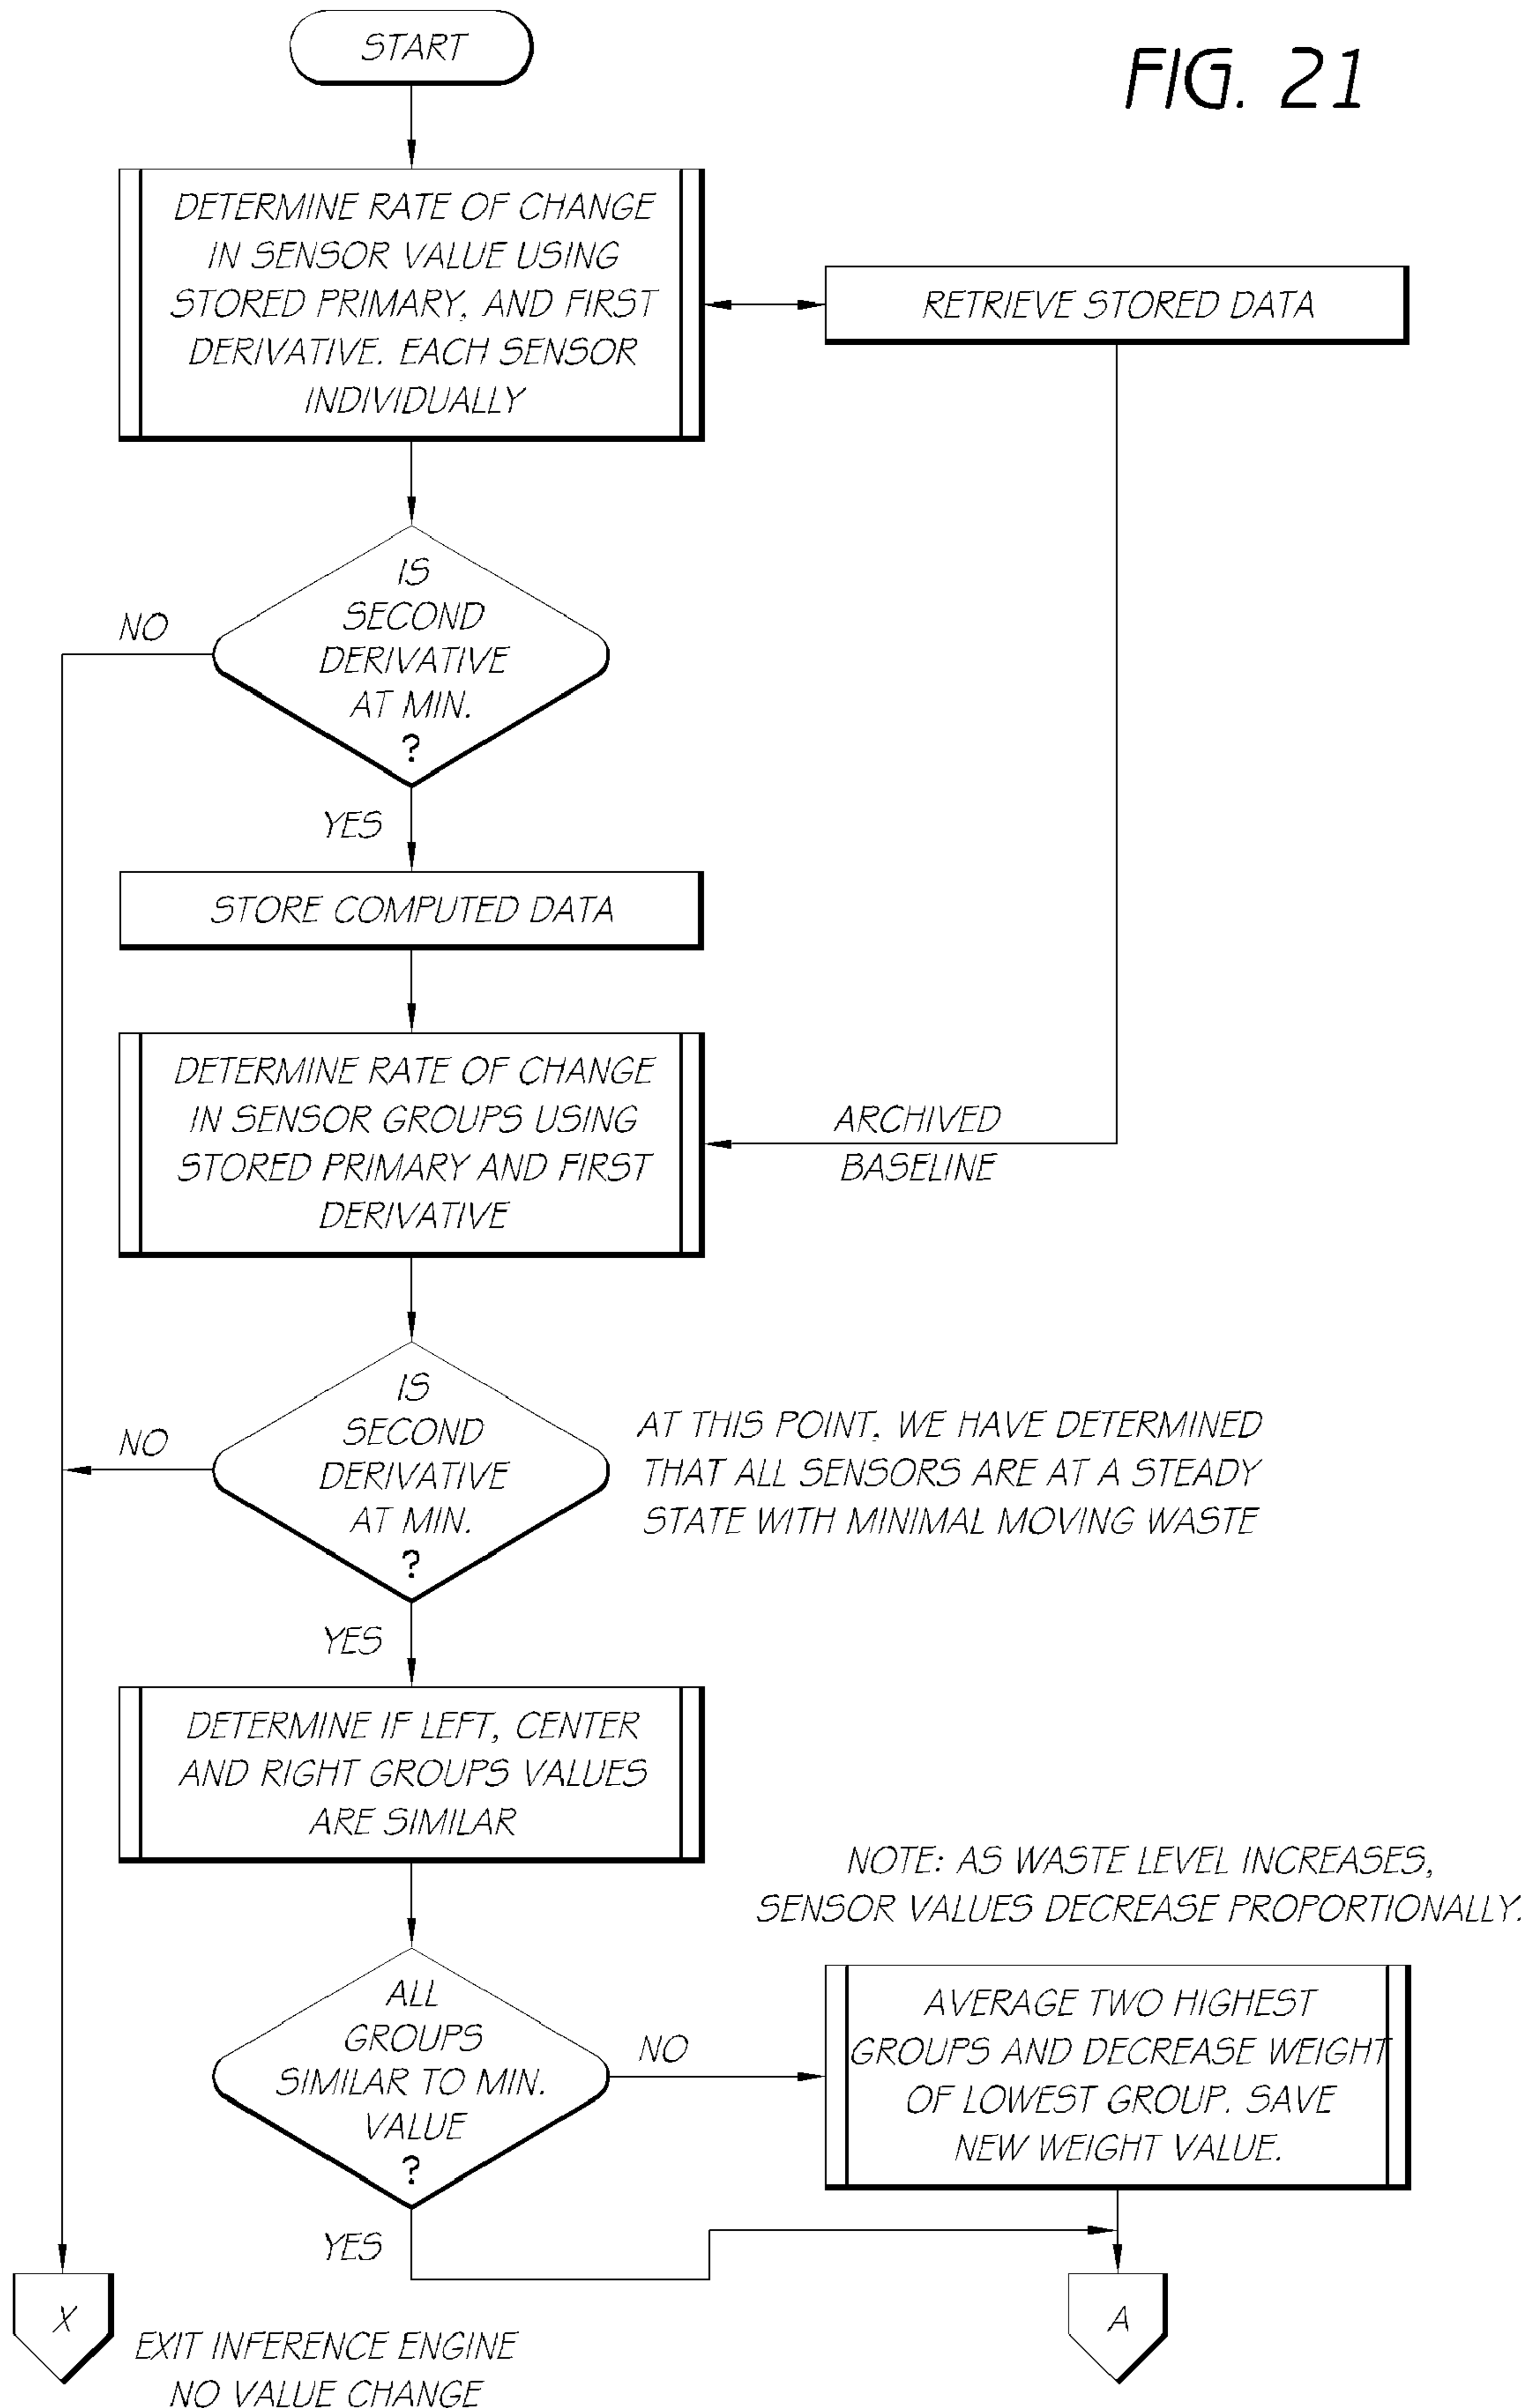 START
FIG. 21
DETERMINE RATE OF CHANGE
IN SENSOR VALUE USING
STORED PRIMARY, AND FIRST
DERIVATIVE. EACH SENSOR
INDIVIDUALLY
RETRIEVE STORED DATA
IS
SECOND
DERIVATIVE
AT MIN.
?
NO
YES
STORE COMPUTED DATA
DETERMINE RATE OF CHANGE
IN SENSOR GROUPS USING
STORED PRIMARY AND FIRST
DERIVATIVE
ARCHIVED
BASELINE
IS
SECOND
DERIVATIVE
AT MIN.
?
NO
AT THIS POINT, WE HAVE DETERMINED
THAT ALL SENSORS ARE AT A STEADY
STATE WITH MINIMAL MOVING WASTE
YES
DETERMINE IF LEFT, CENTER
AND RIGHT GROUPS VALUES
ARE SIMILAR
NOTE: AS WASTE LEVEL INCREASES,
SENSOR VALUES DECREASE PROPORTIONALLY.
ALL
GROUPS
SIMILAR TO MIN.
VALUE
?
NO
AVERAGE TWO HIGHEST
GROUPS AND DECREASE WEIGHT
OF LOWEST GROUP. SAVE
NEW WEIGHT VALUE.
YES
X
EXIT INFERENCE ENGINE
NO VALUE CHANGE
A